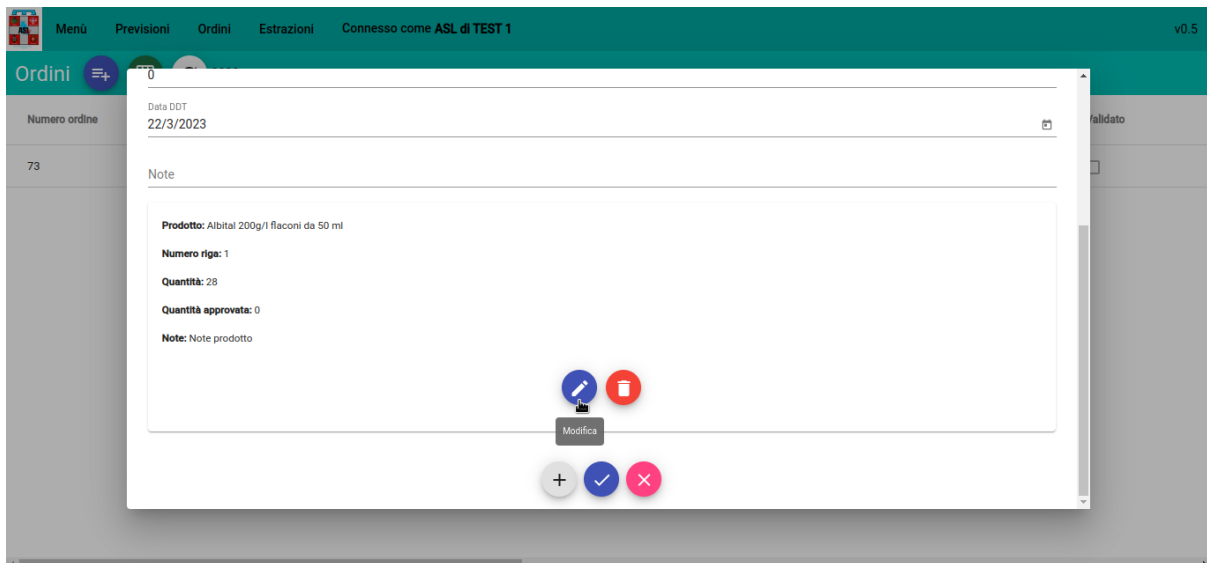 ASL Menù Previsioni Ordini Estrazioni Connesso come ASL di TEST 1 v0.5
Ordini
0
Numero ordine
Data DDT
22/3/2023
73
Note
Prodotto: Albital 200g/l flaconi da 50 ml
Numero riga: 1
Quantità: 28
Quantità approvata: 0
Note: Note prodotto
Modifica